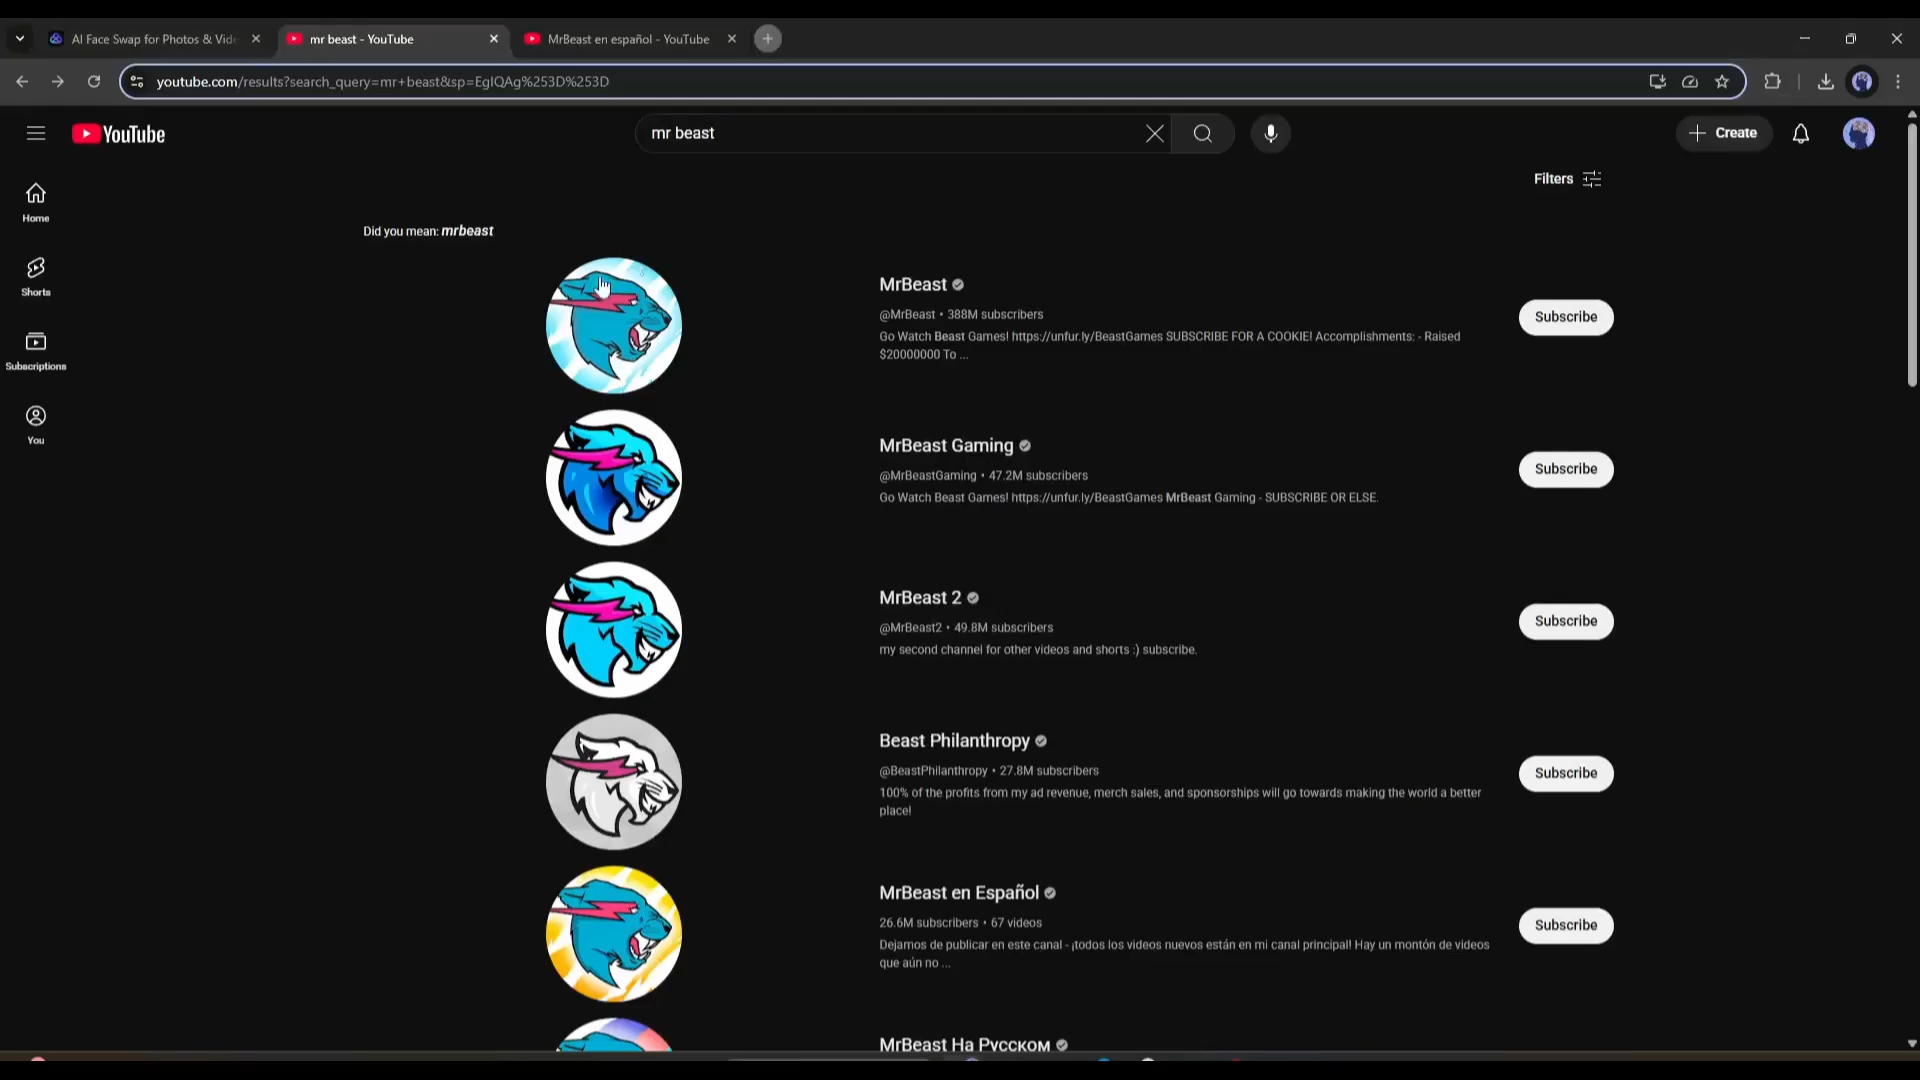 AI Face Swap for Photos & Vide
mr beast - YouTube
MrBeast en español - YouTube
youtube.com/results?search_query=mr+beast&sp=EgIQAg%253D%253D
YouTube
mr beast
Create
Filters
Home
Shorts
Subscriptions
You
Did you mean: mrbeast
MrBeast
@MrBeast • 388M subscribers
Go Watch Beast Games! https://unfur.ly/BeastGames SUBSCRIBE FOR A COOKIE! Accomplishments: - Raised
$20000000 To ...
Subscribe
MrBeast Gaming
@MrBeastGaming • 47.2M subscribers
Go Watch Beast Games! https://unfur.ly/BeastGames MrBeast Gaming - SUBSCRIBE OR ELSE.
Subscribe
MrBeast 2
@MrBeast2 • 49.8M subscribers
my second channel for other videos and shorts :) subscribe.
Subscribe
Beast Philanthropy
@BeastPhilanthropy • 27.8M subscribers
100% of the profits from my ad revenue, merch sales, and sponsorships will go towards making the world a better
place!
Subscribe
MrBeast en Español
26.6M subscribers • 67 videos
Dejamos de publicar en este canal - ¡todos los videos nuevos están en mi canal principal! Hay un montón de videos
que aún no ...
Subscribe
MrBeast На Русском